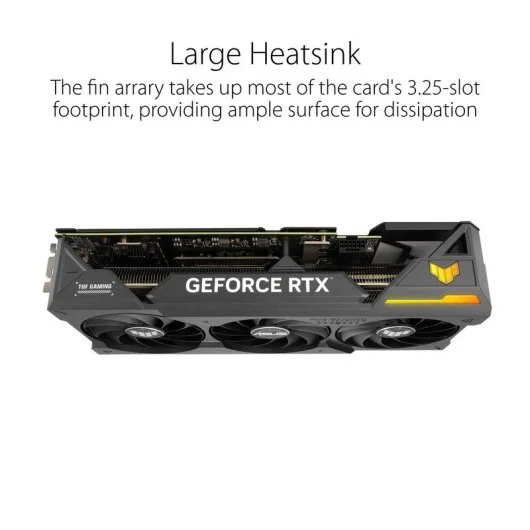 Large Heatsink
The fin arrary takes up most of the card's 3.25-slot
footprint, providing ample surface for dissipation
TUF GAMING
GEFORCE RTX
ASUS